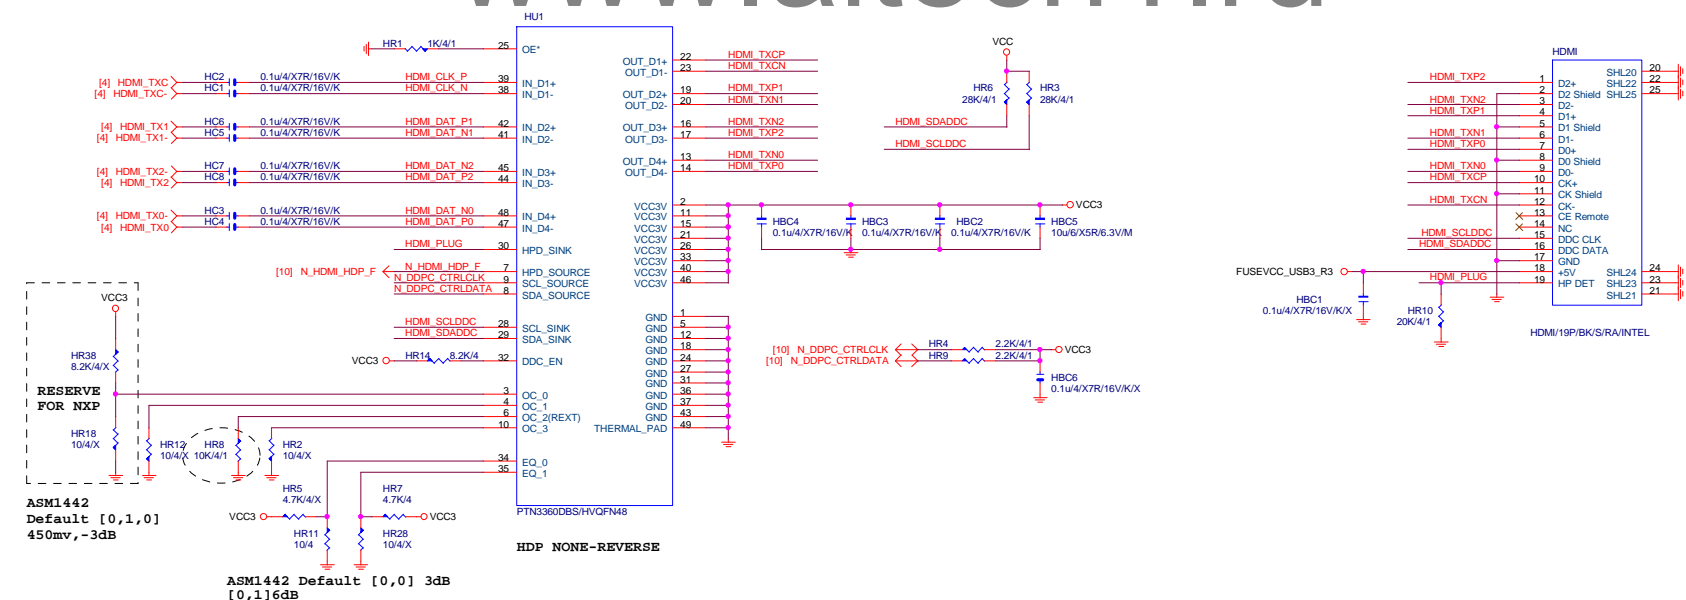 HU1
HR1 1K/4/1 25 OE*
[4] HDMI_TXC HC2 0.1u/4/X7R/16V/K HDMI_CLK_P 39 IN_D1+
[4] HDMI_TXC- HC1 0.1u/4/X7R/16V/K HDMI_CLK_N 38 IN_D1-
[4] HDMI_TX1 HC6 0.1u/4/X7R/16V/K HDMI_DAT_P1 42 IN_D2+
[4] HDMI_TX1- HC5 0.1u/4/X7R/16V/K HDMI_DAT_N1 41 IN_D2-
[4] HDMI_TX2- HC7 0.1u/4/X7R/16V/K HDMI_DAT_N2 45 IN_D3+
[4] HDMI_TX2 HC8 0.1u/4/X7R/16V/K HDMI_DAT_P2 44 IN_D3-
[4] HDMI_TX0- HC3 0.1u/4/X7R/16V/K HDMI_DAT_N0 48 IN_D4+
[4] HDMI_TX0 HC4 0.1u/4/X7R/16V/K HDMI_DAT_P0 47 IN_D4-
HDMI_PLUG 30 HPD_SINK
[10] N_HDMI_HDP_F N_HDMI_HDP_F 7 HPD_SOURCE
N_DDPC_CTRLCLK 9 SCL_SOURCE
N_DDPC_CTRLDATA 8 SDA_SOURCE
HDMI_SCLDDC 28 SCL_SINK
HDMI_SDADDC 29 SDA_SINK
VCC3 HR14 8.2K/4 32 DDC_EN
3 OC_0
4 OC_1
6 OC_2(REXT)
10 OC_3
34 EQ_0
35 EQ_1
VCC3
HR38
8.2K/4/X
RESERVE
FOR NXP
HR18
10/4/X
HR12
10/4/X
HR8
10K/4/1
HR2
10/4/X
ASM1442
Default [0,1,0]
450mv,-3dB
HR5
4.7K/4/X
VCC3
HR7
4.7K/4
VCC3
HR11
10/4
HR28
10/4/X
ASM1442 Default [0,0] 3dB
[0,1]6dB
PTN3360DBS/HVQFN48
HDP NONE-REVERSE
OUT_D1+ 22 HDMI_TXCP
OUT_D1- 23 HDMI_TXCN
OUT_D2+ 19 HDMI_TXP1
OUT_D2- 20 HDMI_TXN1
OUT_D3+ 16 HDMI_TXN2
OUT_D3- 17 HDMI_TXP2
OUT_D4+ 13 HDMI_TXN0
OUT_D4- 14 HDMI_TXP0
VCC3V 2
VCC3V 11
VCC3V 15
VCC3V 21
VCC3V 26
VCC3V 33
VCC3V 40
VCC3V 46
GND 1
GND 5
GND 12
GND 18
GND 24
GND 27
GND 31
GND 36
GND 37
GND 43
THERMAL_PAD 49
VCC
HR6
28K/4/1
HR3
28K/4/1
HDMI_SDADDC
HDMI_SCLDDC
VCC3
HBC4
0.1u/4/X7R/16V/K
HBC3
0.1u/4/X7R/16V/K
HBC2
0.1u/4/X7R/16V/K
HBC5
10u/6/X5R/6.3V/M
[10] N_DDPC_CTRLCLK HR4 2.2K/4/1 VCC3
[10] N_DDPC_CTRLDATA HR9 2.2K/4/1
HBC6
0.1u/4/X7R/16V/K/X
HDMI
HDMI_TXP2 1 D2+
2 D2 Shield
HDMI_TXN2 3 D2-
HDMI_TXP1 4 D1+
5 D1 Shield
HDMI_TXN1 6 D1-
HDMI_TXP0 7 D0+
8 D0 Shield
HDMI_TXN0 9 D0-
HDMI_TXCP 10 CK+
11 CK Shield
HDMI_TXCN 12 CK-
13 CE Remote
14 NC
HDMI_SCLDDC 15 DDC CLK
HDMI_SDADDC 16 DDC DATA
17 GND
FUSEVCC_USB3_R3 18 +5V
HDMI_PLUG 19 HP DET
SHL20 20
SHL22 22
SHL25 25
SHL24 24
SHL23 23
SHL21 21
HBC1
0.1u/4/X7R/16V/K/X
HR10
20K/4/1
HDMI/19P/BK/S/RA/INTEL